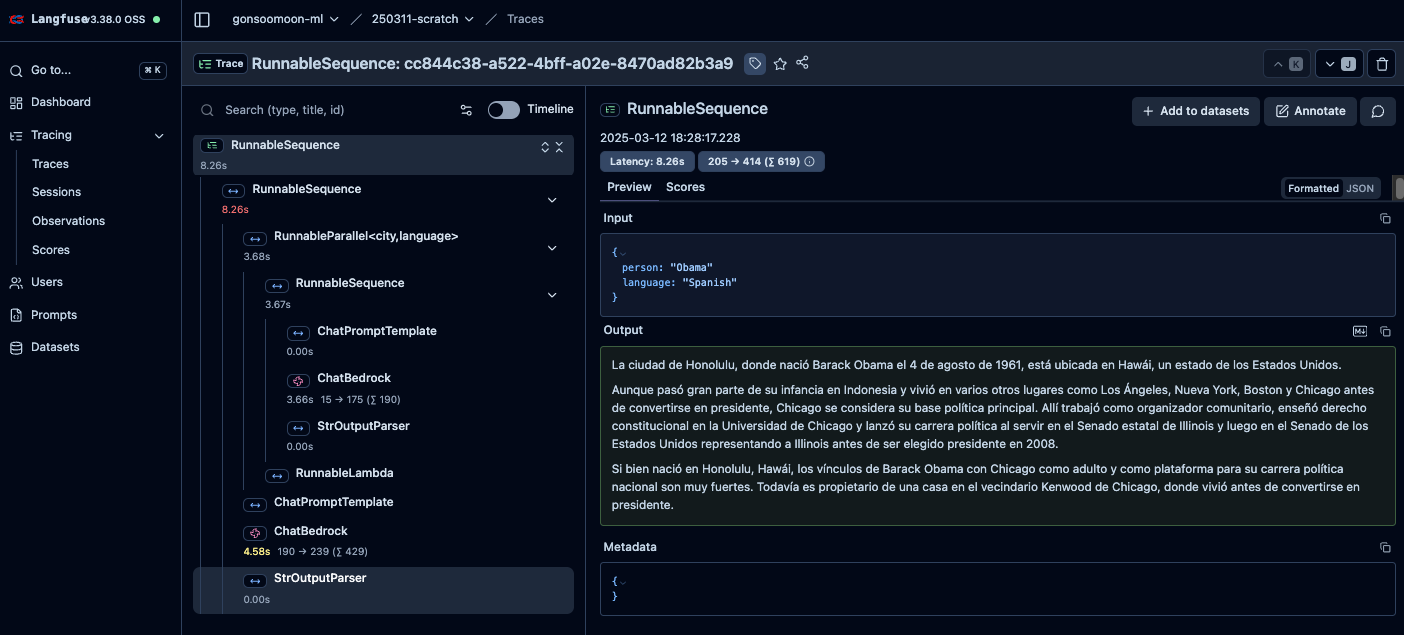 Langfuse v3.38.0 OSS
gonsoomoon-ml / 250311-scratch / Traces
Go to... ⌘ K
Dashboard
Tracing
Traces
Sessions
Observations
Scores
Users
Prompts
Datasets
Trace RunnableSequence: cc844c38-a522-4bff-a02e-8470ad82b3a9
K
J
Search (type, title, id)
Timeline
RunnableSequence
8.26s
RunnableSequence
8.26s
RunnableParallel<city,language>
3.68s
RunnableSequence
3.67s
ChatPromptTemplate
0.00s
ChatBedrock
3.66s 15 → 175 (∑ 190)
StrOutputParser
0.00s
RunnableLambda
ChatPromptTemplate
ChatBedrock
4.58s 190 → 239 (∑ 429)
StrOutputParser
0.00s
RunnableSequence
+ Add to datasets
Annotate
2025-03-12 18:28:17.228
Latency: 8.26s
205 → 414 (∑ 619)
Preview
Scores
Formatted JSON
Input
{
person: "Obama"
language: "Spanish"
}
Output
M↓
La ciudad de Honolulu, donde nació Barack Obama el 4 de agosto de 1961, está ubicada en Hawái, un estado de los Estados Unidos.
Aunque pasó gran parte de su infancia en Indonesia y vivió en varios otros lugares como Los Ángeles, Nueva York, Boston y Chicago antes
de convertirse en presidente, Chicago se considera su base política principal. Allí trabajó como organizador comunitario, enseñó derecho
constitucional en la Universidad de Chicago y lanzó su carrera política al servir en el Senado estatal de Illinois y luego en el Senado de los
Estados Unidos representando a Illinois antes de ser elegido presidente en 2008.
Si bien nació en Honolulu, Hawái, los vínculos de Barack Obama con Chicago como adulto y como plataforma para su carrera política
nacional son muy fuertes. Todavía es propietario de una casa en el vecindario Kenwood de Chicago, donde vivió antes de convertirse en
presidente.
Metadata
{
}